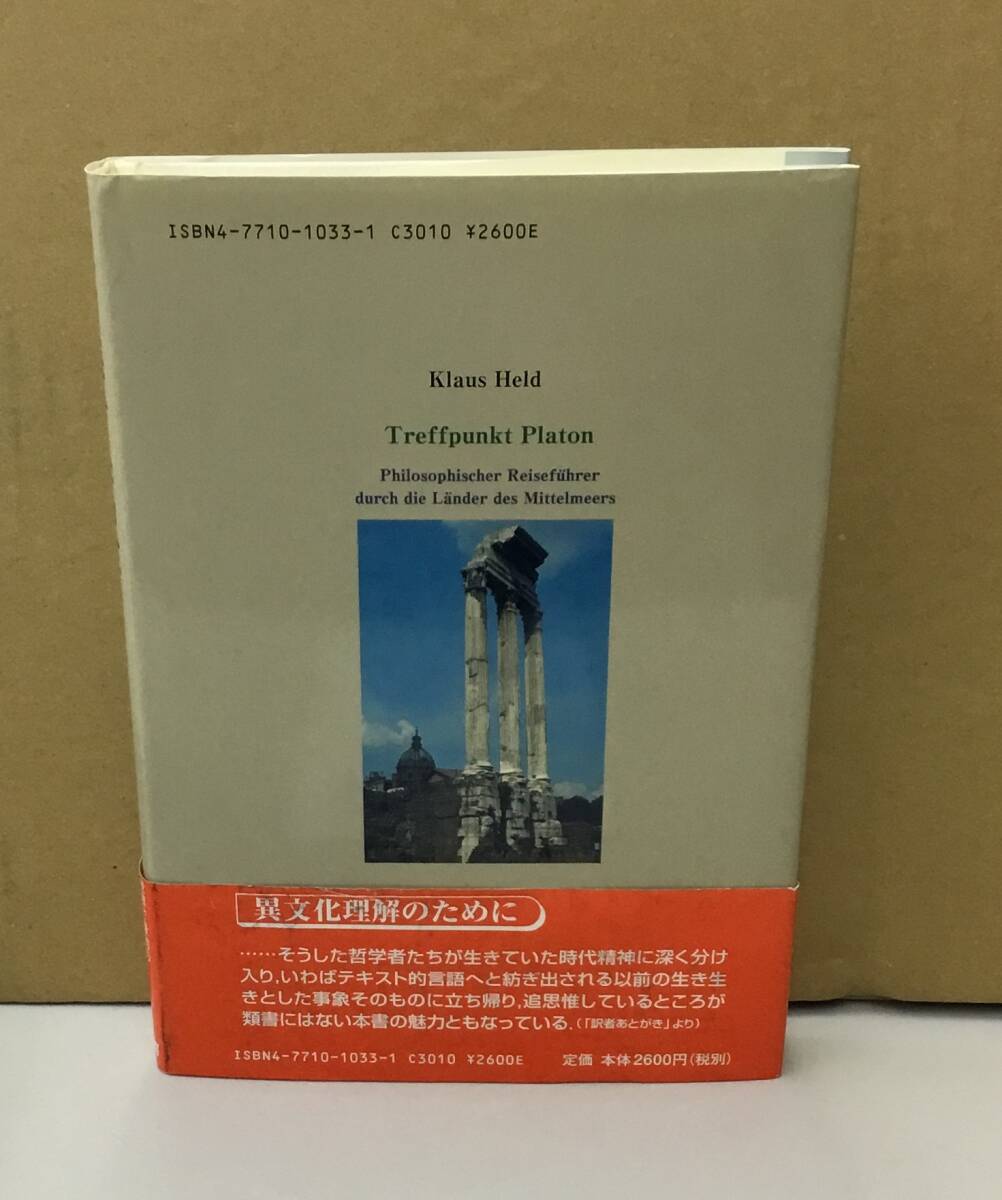 ISBN4-7710-1033-1 C3010 ¥2600E
Klaus Held
Treffpunkt Platon
Philosophischer Reiseführer
durch die Länder des Mittelmeers
異文化理解のために
……そうした哲学者たちが生きていた時代精神に深く分け
入り,いわばテキスト的言語へと紡ぎ出される以前の生き生
きとした事象そのものに立ち帰り,追思惟しているところが
類書にはない本書の魅力ともなっている.(「訳者あとがき」より)
ISBN4-7710-1033-1 C3010 ¥2600E 定価 本体2600円(税別)